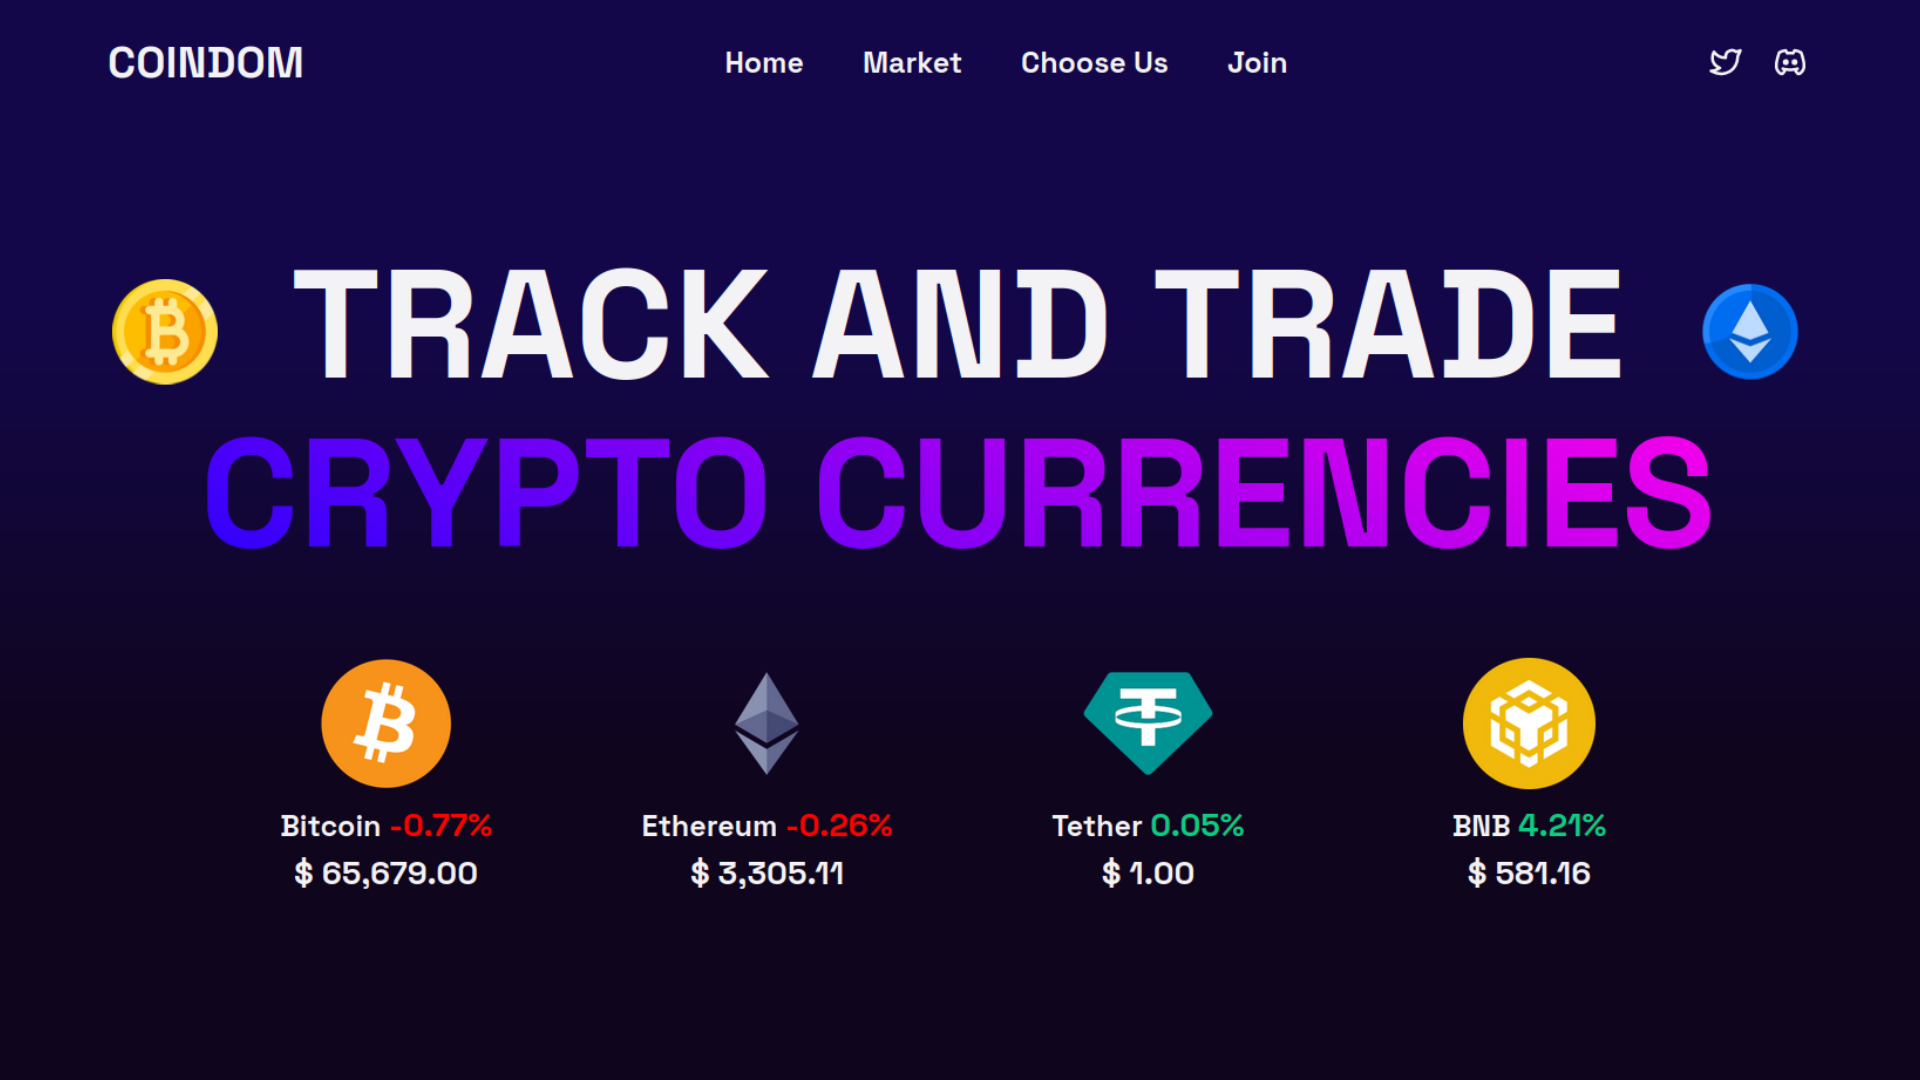 COINDOM
Home Market Choose Us Join
TRACK AND TRADE
CRYPTO CURRENCIES
Bitcoin -0.77%
$ 65,679.00
Ethereum -0.26%
$ 3,305.11
Tether 0.05%
$ 1.00
BNB 4.21%
$ 581.16